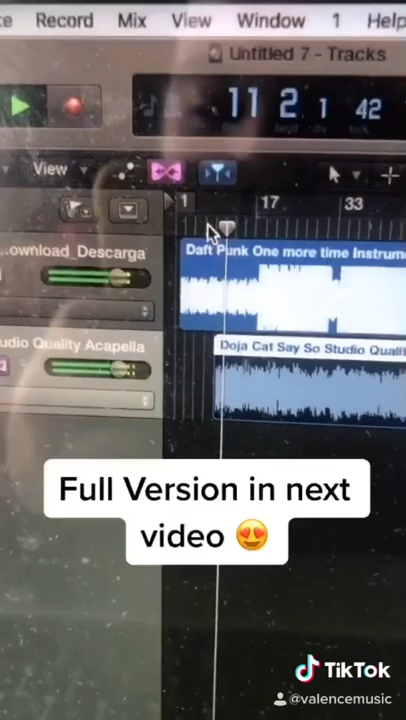 Record Mix View Window 1 Help
Untitled 7 - Tracks
11 2 1 42
View
1 17 33
ownload_Descarga
Daft Punk One more time Instrum
udio Quality Acapella
Doja Cat Say So Studio Quali
Full Version in next
video 😍
TikTok
@valencemusic